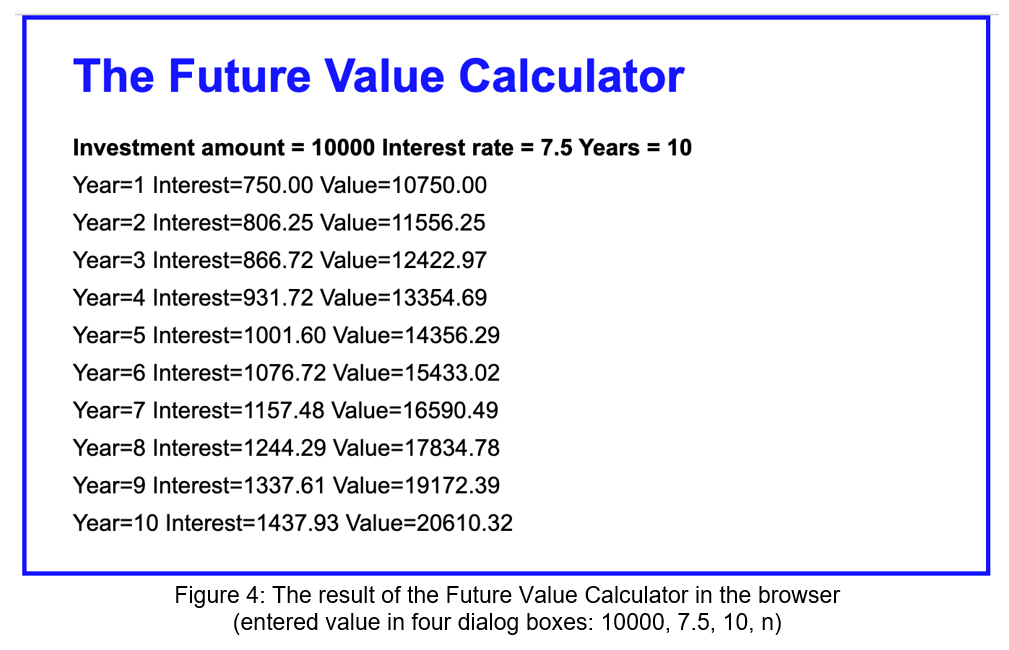 The Future Value Calculator
Investment amount = 10000 Interest rate = 7.5 Years = 10
Year=1 Interest=750.00 Value=10750.00
Year=2 Interest=806.25 Value=11556.25
Year=3 Interest=866.72 Value=12422.97
Year=4 Interest=931.72 Value=13354.69
Year=5 Interest=1001.60 Value=14356.29
Year=6 Interest=1076.72 Value=15433.02
Year=7 Interest=1157.48 Value=16590.49
Year=8 Interest=1244.29 Value=17834.78
Year=9 Interest=1337.61 Value=19172.39
Year=10 Interest=1437.93 Value=20610.32
Figure 4: The result of the Future Value Calculator in the browser
(entered value in four dialog boxes: 10000, 7.5, 10, n)